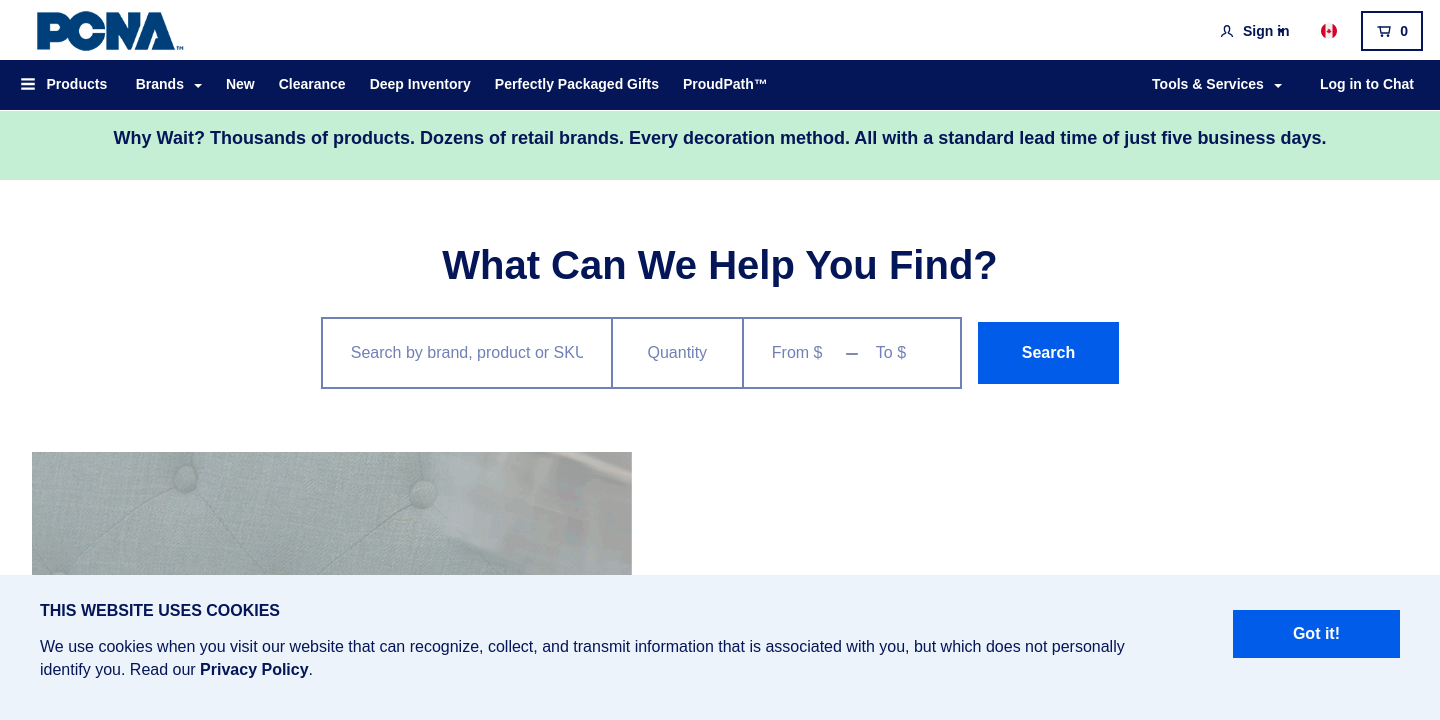 PCNA™
Sign in
0
Products Brands New Clearance Deep Inventory Perfectly Packaged Gifts ProudPath™ Tools & Services Log in to Chat
Why Wait? Thousands of products. Dozens of retail brands. Every decoration method. All with a standard lead time of just five business days.
What Can We Help You Find?
Search by brand, product or SKU Quantity From $ – To $ Search
THIS WEBSITE USES COOKIES
We use cookies when you visit our website that can recognize, collect, and transmit information that is associated with you, but which does not personally
identify you. Read our Privacy Policy.
Got it!